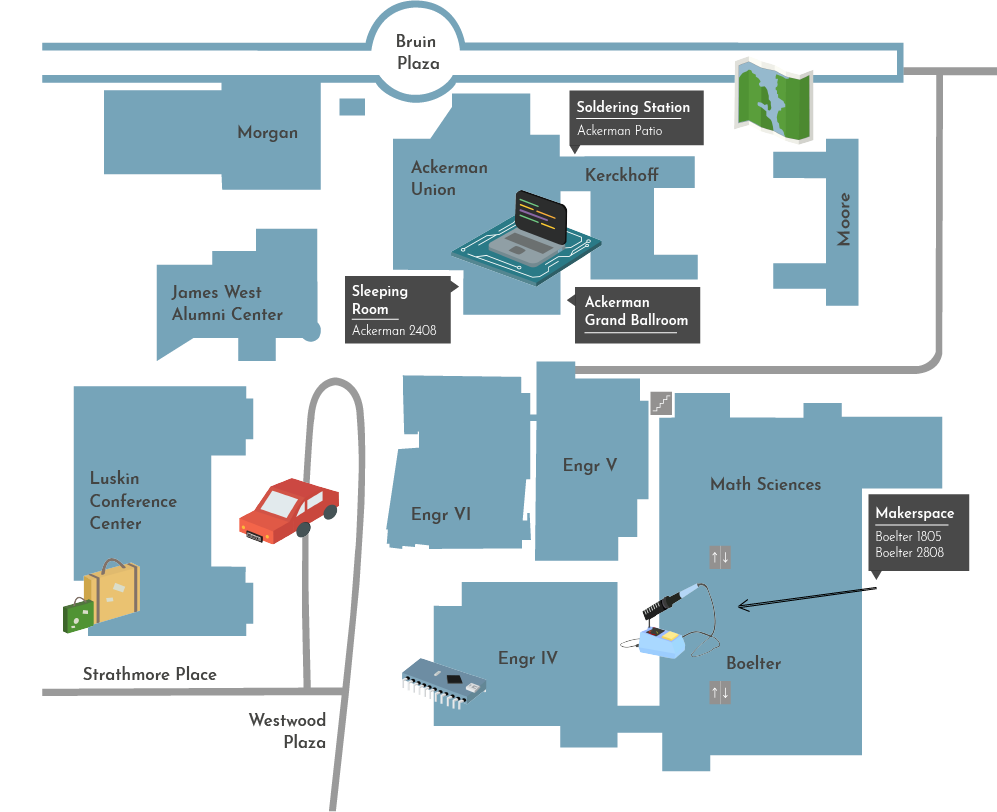 Bruin
Plaza
Morgan
Ackerman
Union
Soldering Station
Ackerman Patio
Kerckhoff
Moore
James West
Alumni Center
Sleeping
Room
Ackerman 2408
Ackerman
Grand Ballroom
Luskin
Conference
Center
Engr VI
Engr V
Math Sciences
Makerspace
Boelter 1805
Boelter 2808
Engr IV
Boelter
Strathmore Place
Westwood
Plaza